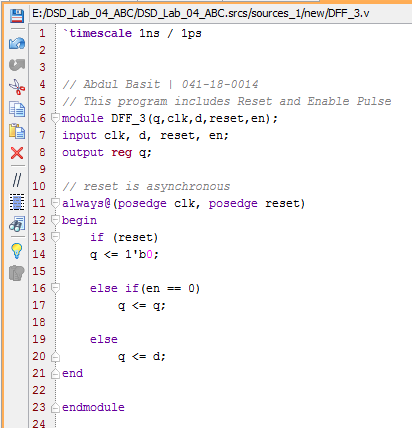 E:/DSD_Lab_04_ABC/DSD_Lab_04_ABC.srcs/sources_1/new/DFF_3.v
1 `timescale 1ns / 1ps
2
3
4 // Abdul Basit | 041-18-0014
5 // This program includes Reset and Enable Pulse
6 module DFF_3(q,clk,d,reset,en);
7 input clk, d, reset, en;
8 output reg q;
9
10 // reset is asynchronous
11 always@(posedge clk, posedge reset)
12 begin
13     if (reset)
14     q <= 1'b0;
15
16     else if(en == 0)
17         q <= q;
18
19     else
20         q <= d;
21 end
22
23 endmodule
24